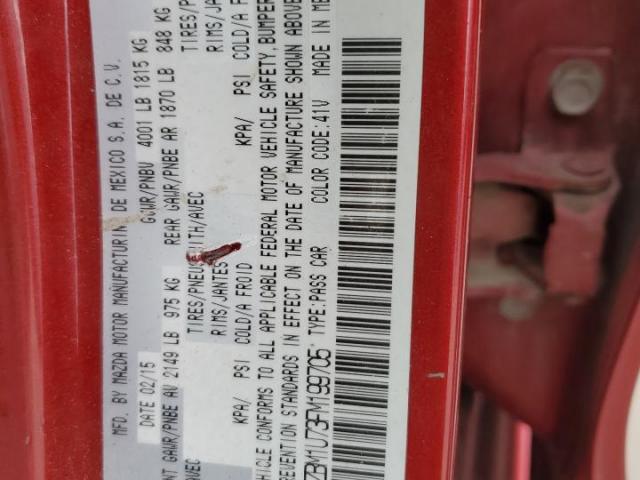 MFD. BY MAZDA MOTOR MANUFACTURIN DE MEXICO S.A. DE C.V.
DATE 02/15 GVWR/PNBV 4001 LB 1815 KG
NT GAWR/PNBE AV 2149 LB 975 KG REAR GAWR/PNBE AR 1870 LB 848 KG
AVEC TIRES/PNEUS WITH/AVEC TIRES/P
RIMS/JANTES RIMS/JA
KPA/ PSI COLD/A FROID KPA/ PSI COLD/A F
EHICLE CONFORMS TO ALL APPLICABLE FEDERAL MOTOR VEHICLE SAFETY, BUMPER
REVENTION STANDARDS IN EFFECT ON THE DATE OF MANUFACTURE SHOWN ABOVE
ZBM1U73FM199705 TYPE:PASS CAR COLOR CODE:41V MADE IN ME